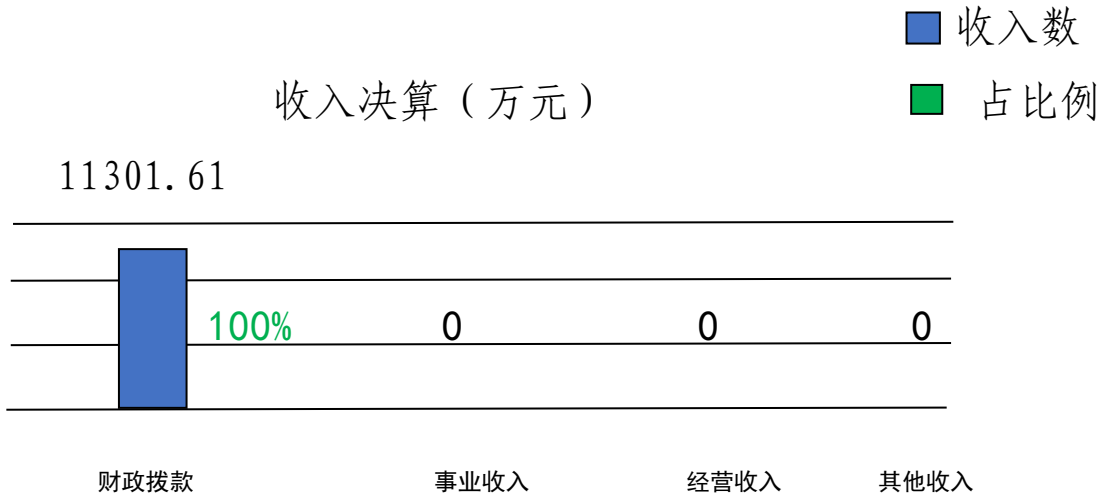 收入数
收入决算（万元）
占比例
11301.61
100%
0
0
0
财政拨款
事业收入
经营收入
其他收入